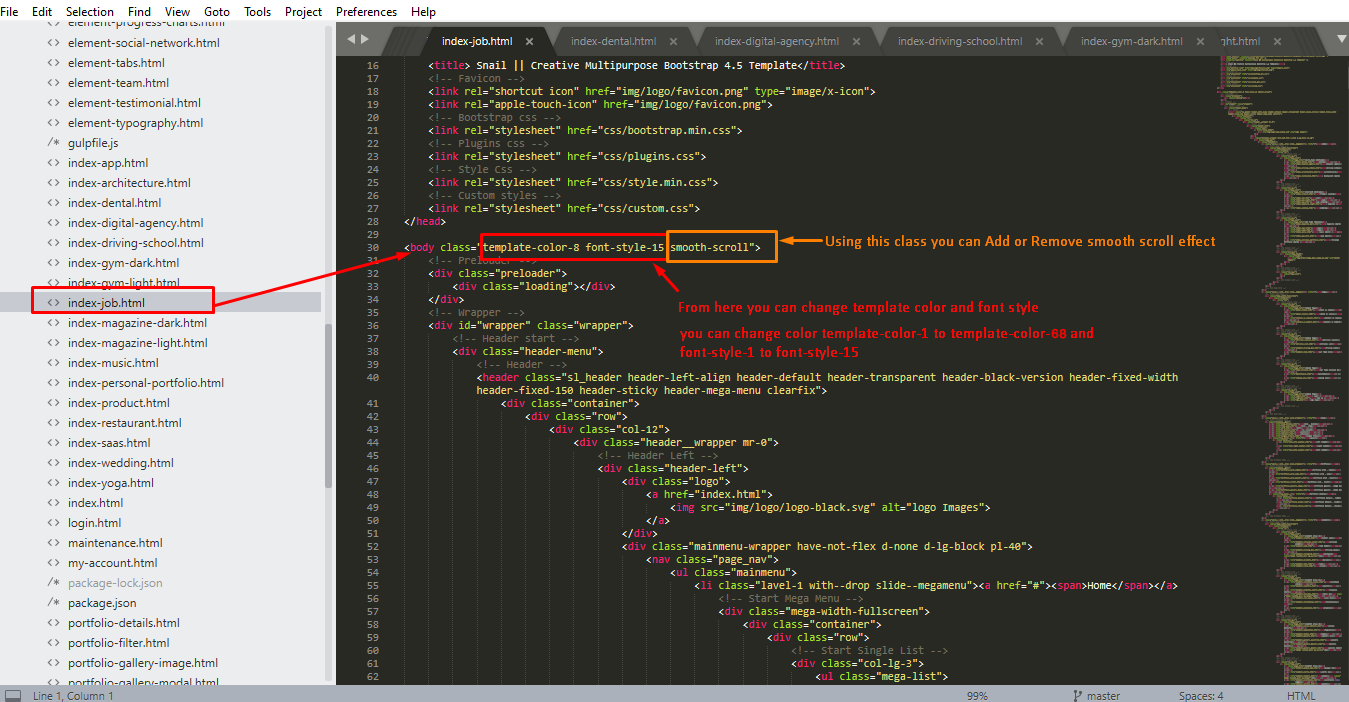 File Edit Selection Find View Goto Tools Project Preferences Help
element-progress-charts.html
element-social-network.html
element-tabs.html
element-team.html
element-testimonial.html
element-typography.html
/* gulpfile.js
index-app.html
index-architecture.html
index-dental.html
index-digital-agency.html
index-driving-school.html
index-gym-dark.html
index-gym-light.html
index-job.html
index-magazine-dark.html
index-magazine-light.html
index-music.html
index-personal-portfolio.html
index-product.html
index-restaurant.html
index-saas.html
index-wedding.html
index-yoga.html
index.html
login.html
maintenance.html
my-account.html
/* package-lock.json
/* package.json
portfolio-details.html
portfolio-filter.html
portfolio-gallery-image.html
portfolio-gallery-modal.html
index-job.html × index-dental.html × index-digital-agency.html × index-driving-school.html × index-gym-dark.html × ght.html ×
16 <title> Snail || Creative Multipurpose Bootstrap 4.5 Template</title>
17 <!-- Favicon -->
18 <link rel="shortcut icon" href="img/logo/favicon.png" type="image/x-icon">
19 <link rel="apple-touch-icon" href="img/logo/favicon.png">
20 <!-- Bootstrap css -->
21 <link rel="stylesheet" href="css/bootstrap.min.css">
22 <!-- Plugins css -->
23 <link rel="stylesheet" href="css/plugins.css">
24 <!-- Style Css -->
25 <link rel="stylesheet" href="css/style.min.css">
26 <!-- Custom styles -->
27 <link rel="stylesheet" href="css/custom.css">
28 </head>
29
30 <body class="template-color-8 font-style-15 smooth-scroll">
Using this class you can Add or Remove smooth scroll effect
31 <!-- Preloader -->
32 <div class="preloader">
33 <div class="loading"></div>
34 </div>
From here you can change template color and font style
35 <!-- Wrapper -->
36 <div id="wrapper" class="wrapper">
you can change color template-color-1 to template-color-68 and
37 <!-- Header start -->
38 <div class="header-menu">
font-style-1 to font-style-15
39 <!-- Header -->
40 <header class="sl_header header-left-align header-default header-transparent header-black-version header-fixed-width
header-fixed-150 header-sticky header-mega-menu clearfix">
41 <div class="container">
42 <div class="row">
43 <div class="col-12">
44 <div class="header__wrapper mr-0">
45 <!-- Header Left -->
46 <div class="header-left">
47 <div class="logo">
48 <a href="index.html">
49 <img src="img/logo/logo-black.svg" alt="logo Images">
50 </a>
51 </div>
52 <div class="mainmenu-wrapper have-not-flex d-none d-lg-block pl-40">
53 <nav class="page_nav">
54 <ul class="mainmenu">
55 <li class="lavel-1 with--drop slide--megamenu"><a href="#"><span>Home</span></a>
56 <!-- Start Mega Menu -->
57 <div class="mega-width-fullscreen">
58 <div class="container">
59 <div class="row">
60 <!-- Start Single List -->
61 <div class="col-lg-3">
62 <ul class="mega-list">
Line 1, Column 1 99% master Spaces: 4 HTML